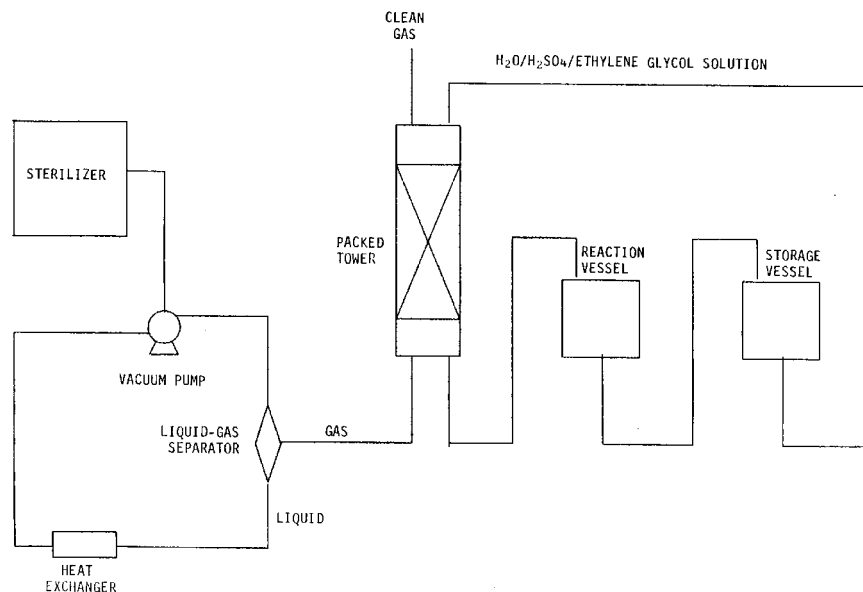 CLEAN
GAS
H₂O/H₂SO₄/ETHYLENE GLYCOL SOLUTION
STERILIZER
PACKED
TOWER
REACTION
VESSEL
STORAGE
VESSEL
VACUUM PUMP
LIQUID-GAS
SEPARATOR
GAS
LIQUID
HEAT
EXCHANGER